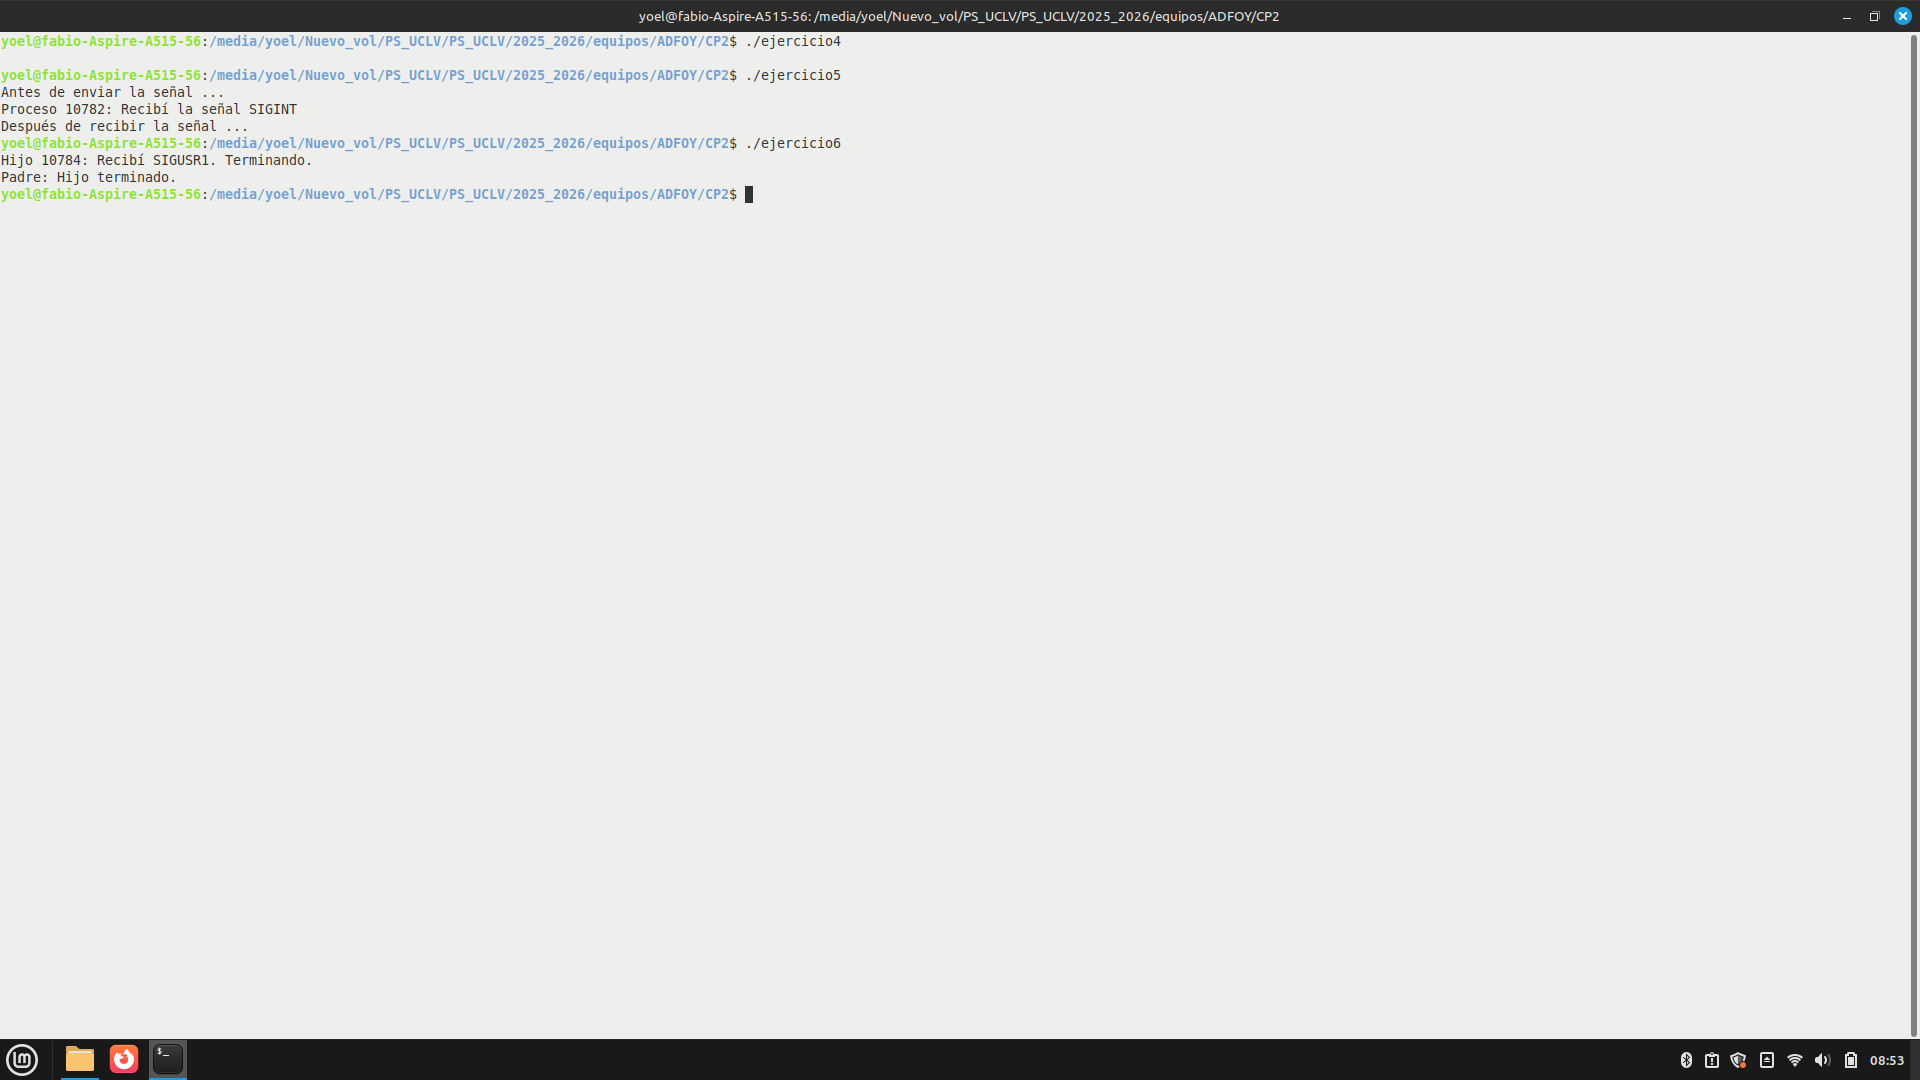 yoel@fabio-Aspire-A515-56: /media/yoel/Nuevo_vol/PS_UCLV/PS_UCLV/2025_2026/equipos/ADFOY/CP2
yoel@fabio-Aspire-A515-56:/media/yoel/Nuevo_vol/PS_UCLV/PS_UCLV/2025_2026/equipos/ADFOY/CP2$ ./ejercicio4
yoel@fabio-Aspire-A515-56:/media/yoel/Nuevo_vol/PS_UCLV/PS_UCLV/2025_2026/equipos/ADFOY/CP2$ ./ejercicio5
Antes de enviar la señal ...
Proceso 10782: Recibí la señal SIGINT
Después de recibir la señal ...
yoel@fabio-Aspire-A515-56:/media/yoel/Nuevo_vol/PS_UCLV/PS_UCLV/2025_2026/equipos/ADFOY/CP2$ ./ejercicio6
Hijo 10784: Recibí SIGUSR1. Terminando.
Padre: Hijo terminado.
yoel@fabio-Aspire-A515-56:/media/yoel/Nuevo_vol/PS_UCLV/PS_UCLV/2025_2026/equipos/ADFOY/CP2$
$_
08:53